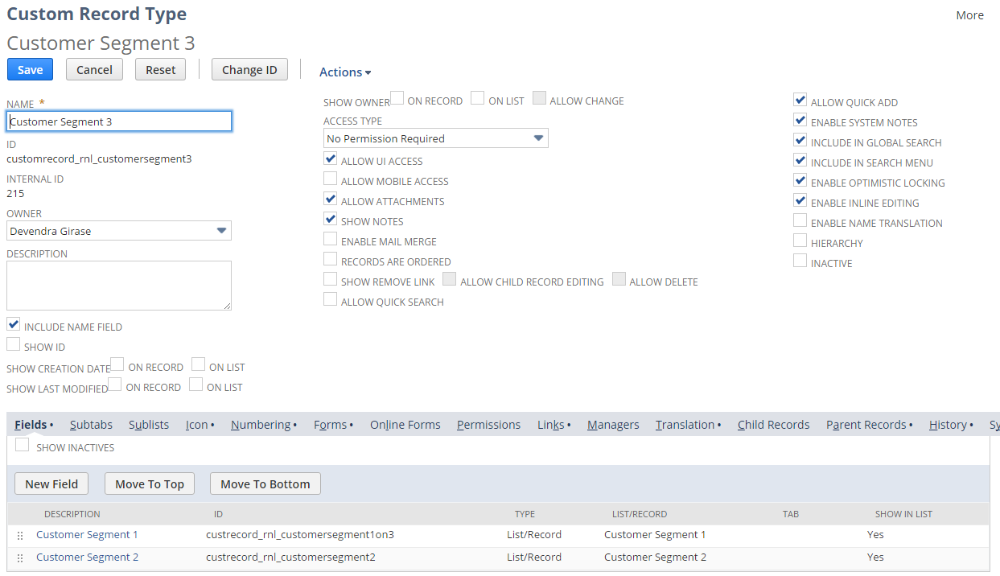 Custom Record Type
More
Customer Segment 3
Save Cancel Reset Change ID Actions
NAME *
Customer Segment 3
ID
customrecord_rnl_customersegment3
INTERNAL ID
215
OWNER
Devendra Girase
DESCRIPTION
INCLUDE NAME FIELD
SHOW ID
SHOW CREATION DATE ON RECORD ON LIST
SHOW LAST MODIFIED ON RECORD ON LIST
SHOW OWNER ON RECORD ON LIST ALLOW CHANGE
ACCESS TYPE
No Permission Required
ALLOW UI ACCESS
ALLOW MOBILE ACCESS
ALLOW ATTACHMENTS
SHOW NOTES
ENABLE MAIL MERGE
RECORDS ARE ORDERED
SHOW REMOVE LINK ALLOW CHILD RECORD EDITING ALLOW DELETE
ALLOW QUICK SEARCH
ALLOW QUICK ADD
ENABLE SYSTEM NOTES
INCLUDE IN GLOBAL SEARCH
INCLUDE IN SEARCH MENU
ENABLE OPTIMISTIC LOCKING
ENABLE INLINE EDITING
ENABLE NAME TRANSLATION
HIERARCHY
INACTIVE
Fields • Subtabs Sublists Icon • Numbering • Forms • Online Forms Permissions Links • Managers Translation • Child Records Parent Records • History • Sy
SHOW INACTIVES
New Field Move To Top Move To Bottom
DESCRIPTION ID TYPE LIST/RECORD TAB SHOW IN LIST
Customer Segment 1 custrecord_rnl_customersegment1on3 List/Record Customer Segment 1 Yes
Customer Segment 2 custrecord_rnl_customersegment2 List/Record Customer Segment 2 Yes